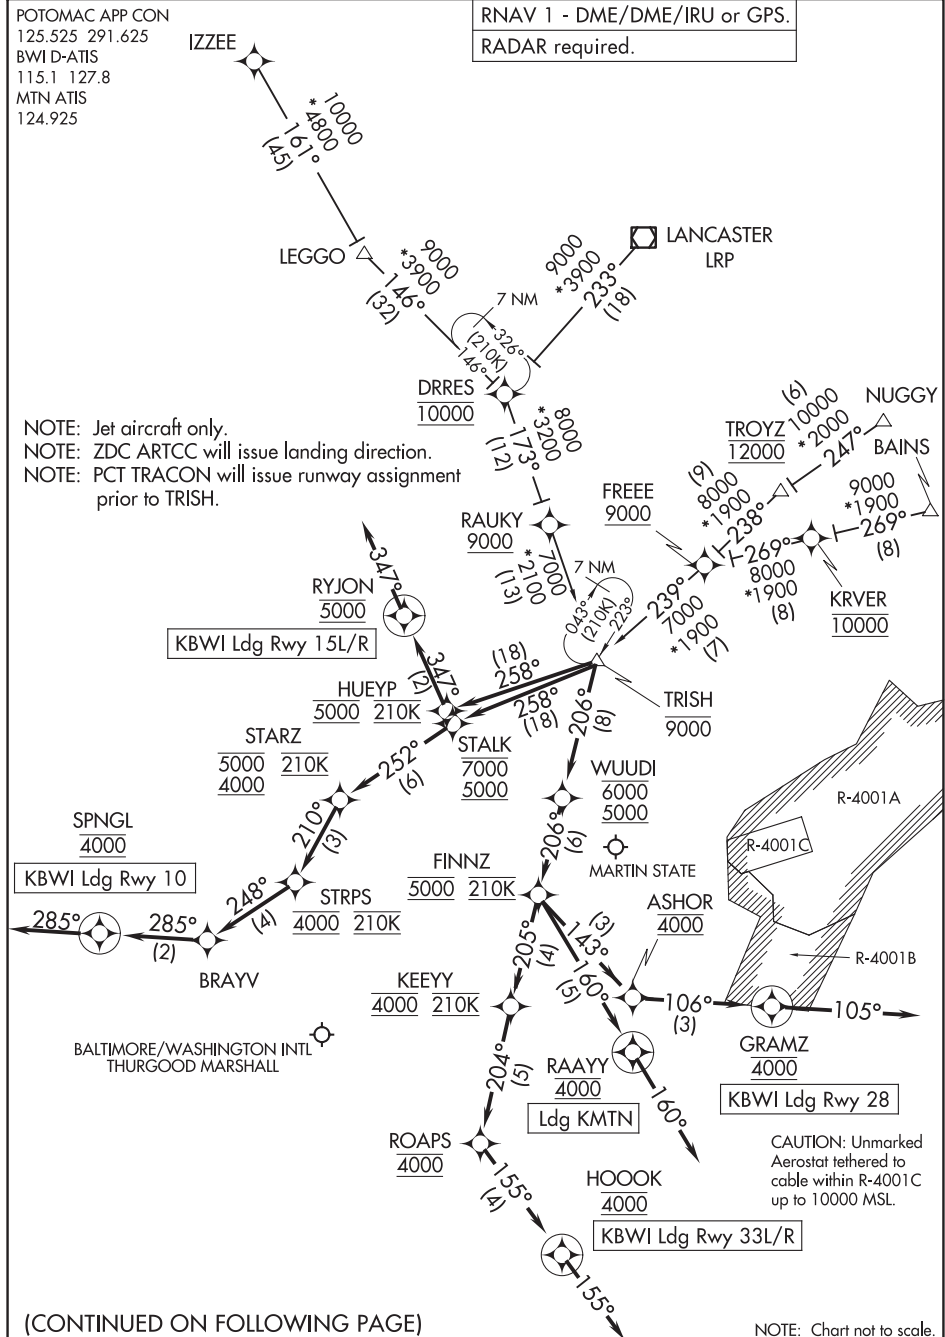 POTOMAC APP CON
125.525 291.625
BWI D-ATIS
115.1 127.8
MTN ATIS
124.925
RNAV 1 - DME/DME/IRU or GPS.
RADAR required.
IZZEE
10000
*4800
161°
(45)
LEGGO
9000
*3900
146°
(32)
LANCASTER
LRP
9000
*3900
233°
(18)
7 NM
326°
(210K)
146°
DRRES
10000
NOTE: Jet aircraft only.
NOTE: ZDC ARTCC will issue landing direction.
NOTE: PCT TRACON will issue runway assignment
prior to TRISH.
8000
*3200
173°
(12)
RAUKY
9000
7000
*2100
(13)
NUGGY
(6)
10000
*2000
247°
TROYZ
12000
BAINS
9000
*1900
269°
(8)
(9)
8000
*1900
238°
FREEE
9000
269°
8000
*1900
(8)
KRVER
10000
239°
7000
*1900
(7)
7 NM
043°
(210K)
223°
TRISH
9000
347°
RYJON
5000
KBWI Ldg Rwy 15L/R
347°
(2)
HUEYP
5000 210K
(18)
258°
258°
(18)
206°
(8)
STALK
7000
5000
STARZ
5000 210K
4000
252°
(6)
WUUDI
6000
5000
206°
(6)
MARTIN STATE
R-4001A
R-4001C
R-4001B
SPNGL
4000
KBWI Ldg Rwy 10
210°
(3)
STRPS
4000 210K
248°
(4)
285°
285°
(2)
BRAYV
FINNZ
5000 210K
ASHOR
4000
(3)
143°
205°
(4)
160°
(5)
KEEYY
4000 210K
106°
(3)
105°
GRAMZ
4000
KBWI Ldg Rwy 28
BALTIMORE/WASHINGTON INTL
THURGOOD MARSHALL
RAAYY
4000
Ldg KMTN
160°
204°
(5)
ROAPS
4000
155°
(4)
HOOOK
4000
KBWI Ldg Rwy 33L/R
155°
CAUTION: Unmarked
Aerostat tethered to
cable within R-4001C
up to 10000 MSL.
(CONTINUED ON FOLLOWING PAGE)
NOTE: Chart not to scale.